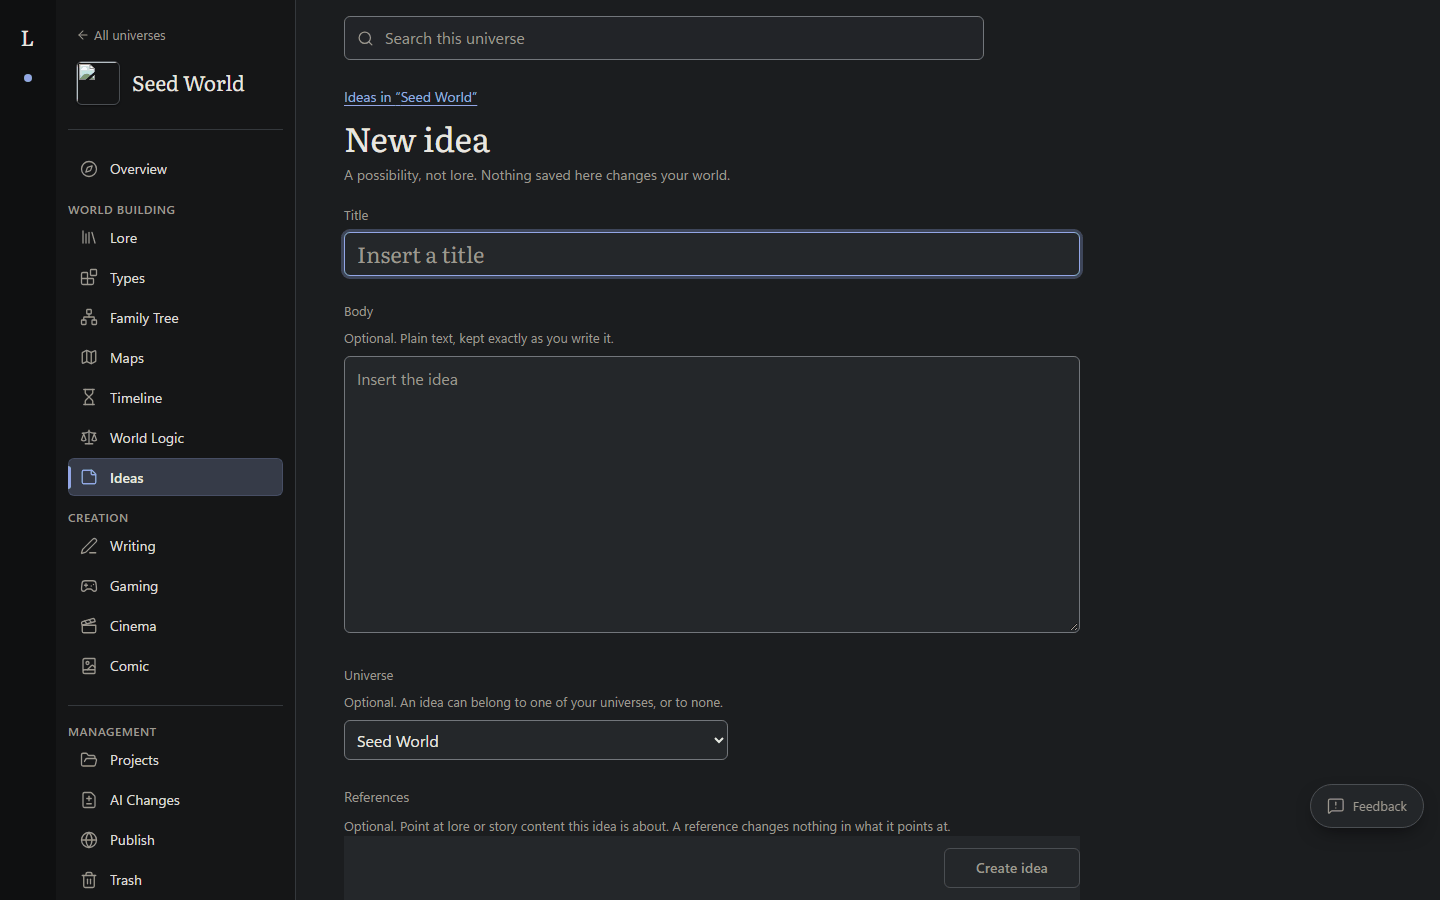 L
All universes
Seed World
Overview
WORLD BUILDING
Lore
Types
Family Tree
Maps
Timeline
World Logic
Ideas
CREATION
Writing
Gaming
Cinema
Comic
MANAGEMENT
Projects
AI Changes
Publish
Trash
Search this universe
Ideas in “Seed World”
New idea
A possibility, not lore. Nothing saved here changes your world.
Title
Insert a title
Body
Optional. Plain text, kept exactly as you write it.
Insert the idea
Universe
Optional. An idea can belong to one of your universes, or to none.
Seed World
References
Optional. Point at lore or story content this idea is about. A reference changes nothing in what it points at.
Create idea
Feedback